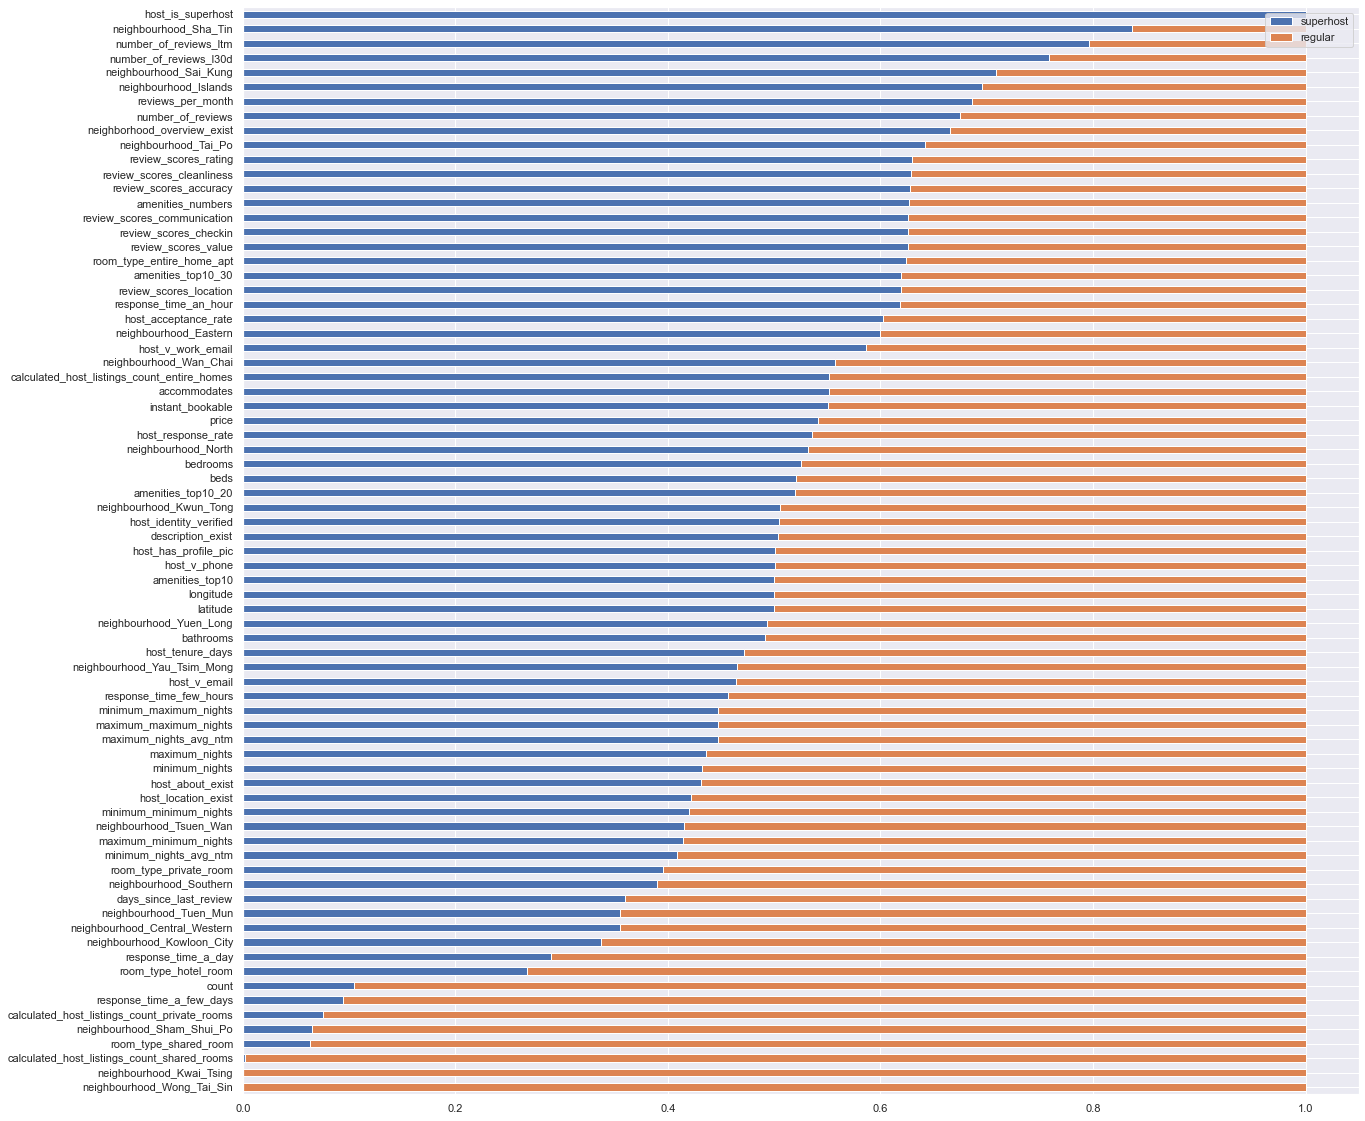 host_is_superhost
neighbourhood_Sha_Tin
number_of_reviews_ltm
number_of_reviews_l30d
neighbourhood_Sai_Kung
neighbourhood_Islands
reviews_per_month
number_of_reviews
neighborhood_overview_exist
neighbourhood_Tai_Po
review_scores_rating
review_scores_cleanliness
review_scores_accuracy
amenities_numbers
review_scores_communication
review_scores_checkin
review_scores_value
room_type_entire_home_apt
amenities_top10_30
review_scores_location
response_time_an_hour
host_acceptance_rate
neighbourhood_Eastern
host_v_work_email
neighbourhood_Wan_Chai
calculated_host_listings_count_entire_homes
accommodates
instant_bookable
price
host_response_rate
neighbourhood_North
bedrooms
beds
amenities_top10_20
neighbourhood_Kwun_Tong
host_identity_verified
description_exist
host_has_profile_pic
host_v_phone
amenities_top10
longitude
latitude
neighbourhood_Yuen_Long
bathrooms
host_tenure_days
neighbourhood_Yau_Tsim_Mong
host_v_email
response_time_few_hours
minimum_maximum_nights
maximum_maximum_nights
maximum_nights_avg_ntm
maximum_nights
minimum_nights
host_about_exist
host_location_exist
minimum_minimum_nights
neighbourhood_Tsuen_Wan
maximum_minimum_nights
minimum_nights_avg_ntm
room_type_private_room
neighbourhood_Southern
days_since_last_review
neighbourhood_Tuen_Mun
neighbourhood_Central_Western
neighbourhood_Kowloon_City
response_time_a_day
room_type_hotel_room
count
response_time_a_few_days
calculated_host_listings_count_private_rooms
neighbourhood_Sham_Shui_Po
room_type_shared_room
calculated_host_listings_count_shared_rooms
neighbourhood_Kwai_Tsing
neighbourhood_Wong_Tai_Sin
0.0 0.2 0.4 0.6 0.8 1.0
superhost
regular